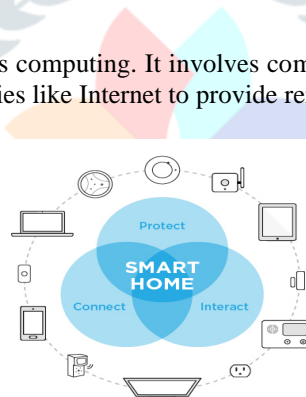 s computing. It involves com
ies like Internet to provide re
Protect
SMART
HOME
Connect
Interact